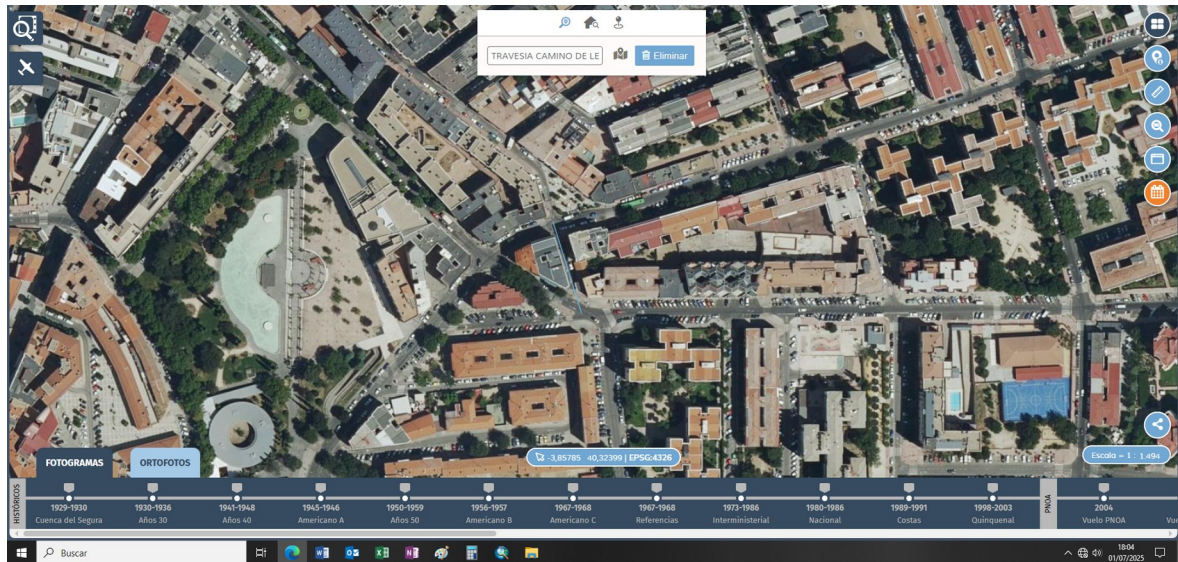 TRAVESIA CAMINO DE LE
Eliminar
FOTOGRAMAS
ORTOFOTOS
-3,85785 40,32399 | EPSG:4326
Escala = 1 : 1.494
HISTÓRICOS
1929-1930
Cuenca del Segura
1930-1936
Años 30
1941-1948
Años 40
1945-1946
Americano A
1950-1959
Años 50
1956-1957
Americano B
1967-1968
Americano C
1967-1968
Referencias
1973-1986
Interministerial
1980-1986
Nacional
1989-1991
Costas
1998-2003
Quinquenal
PNOA
2004
Vuelo PNOA
Vue
Buscar
18:04
01/07/2025